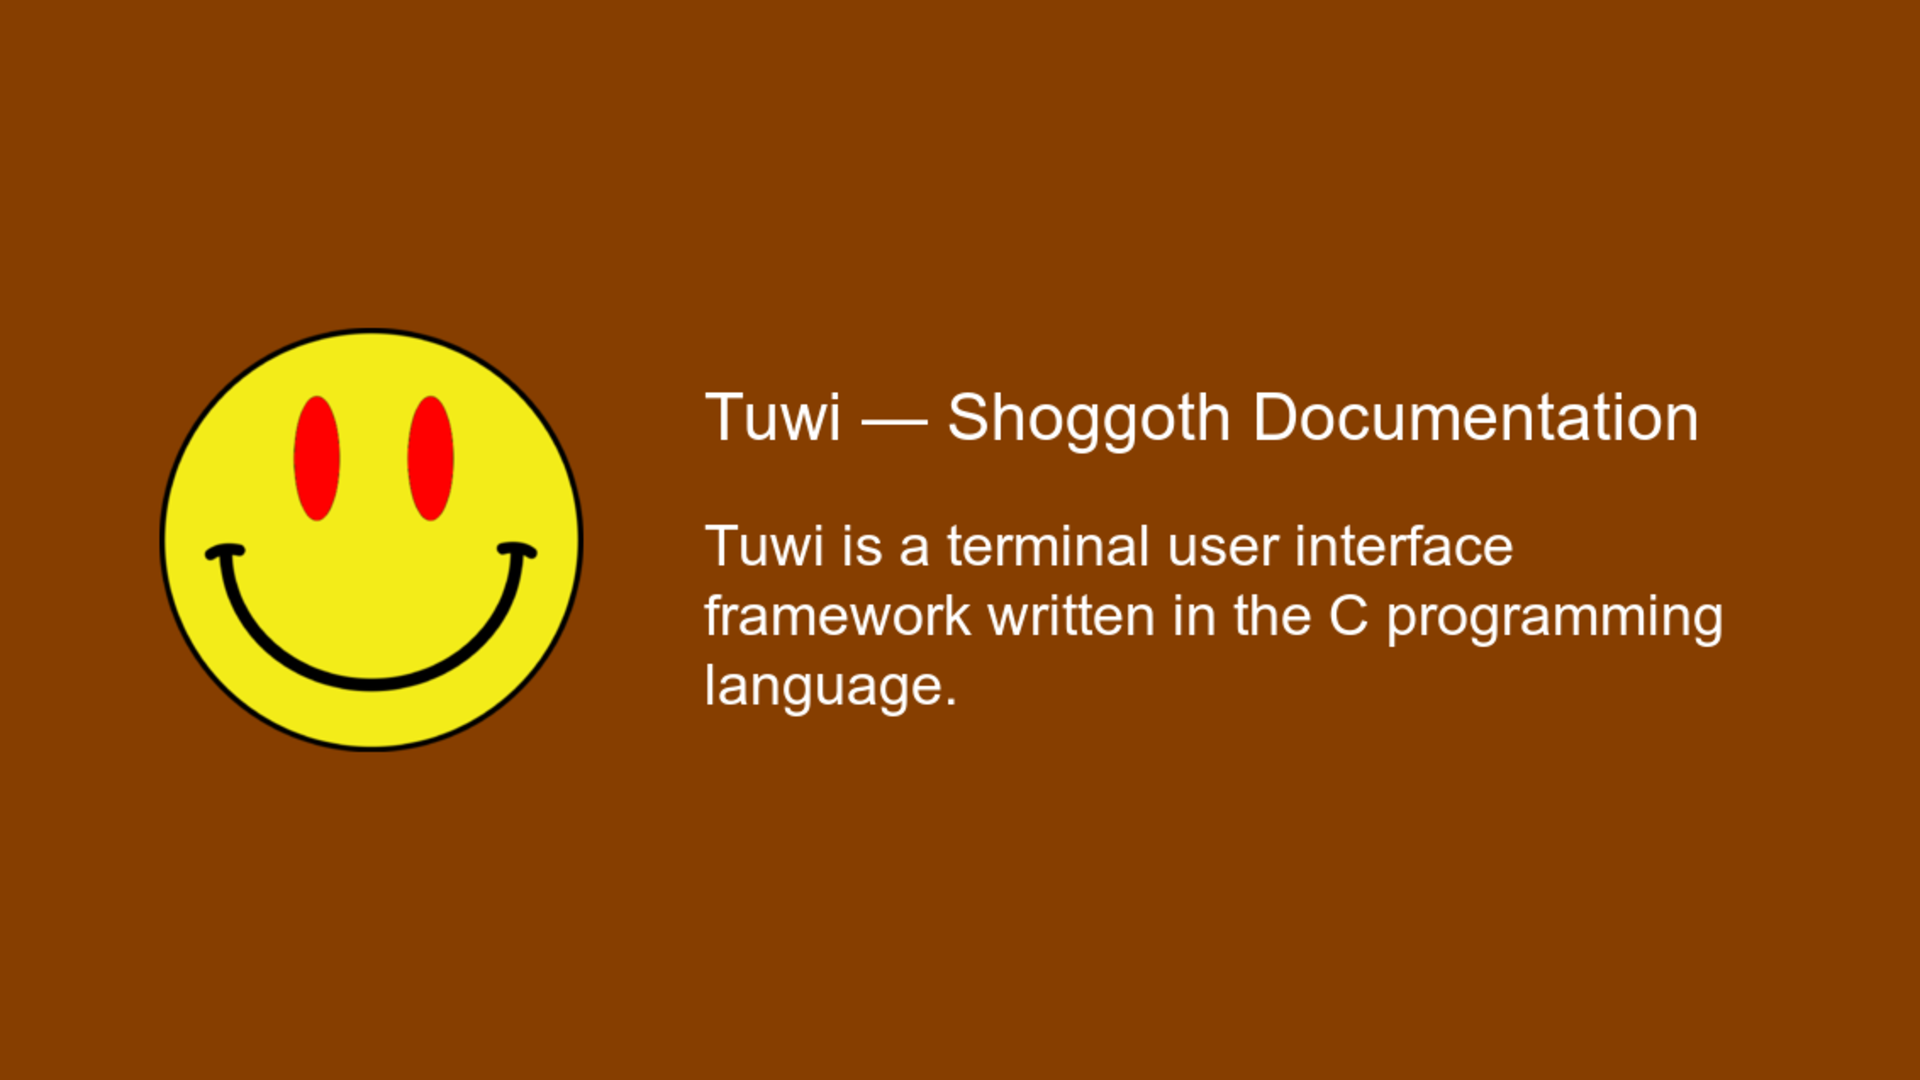 Tuwi — Shoggoth Documentation
Tuwi is a terminal user interface
framework written in the C programming
language.